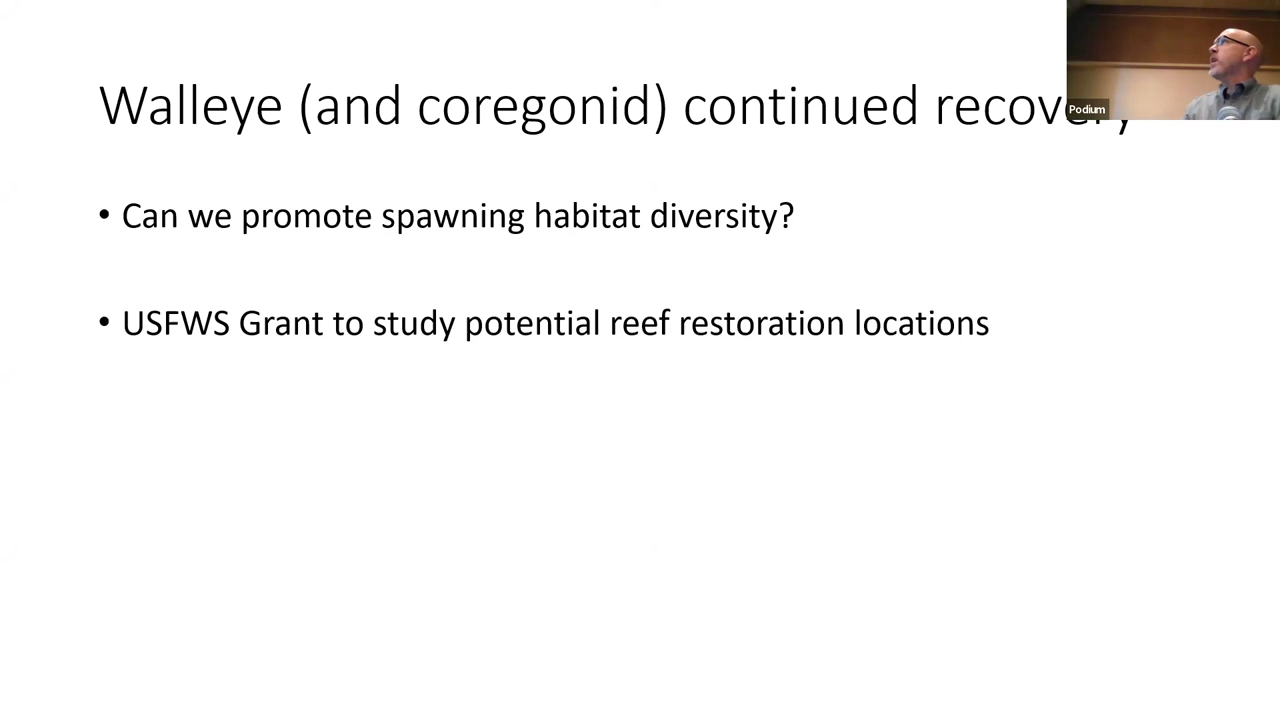 Walleye (and coregonid) continued recovery
Podium
• Can we promote spawning habitat diversity?
• USFWS Grant to study potential reef restoration locations